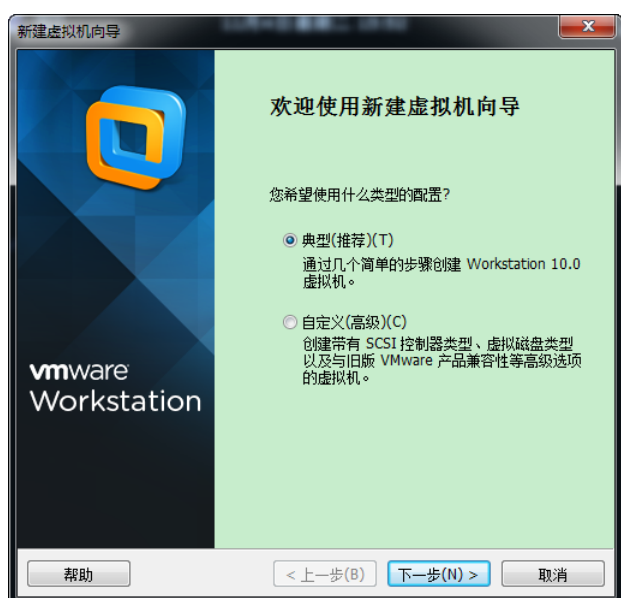 新建虚拟机向导
欢迎使用新建虚拟机向导
您希望使用什么类型的配置?
典型(推荐)(T)
通过几个简单的步骤创建 Workstation 10.0
虚拟机。
自定义(高级)(C)
创建带有 SCSI 控制器类型、虚拟磁盘类型
以及与旧版 VMware 产品兼容性等高级选项
的虚拟机。
vmware
Workstation
帮助
< 上一步(B)
下一步(N) >
取消